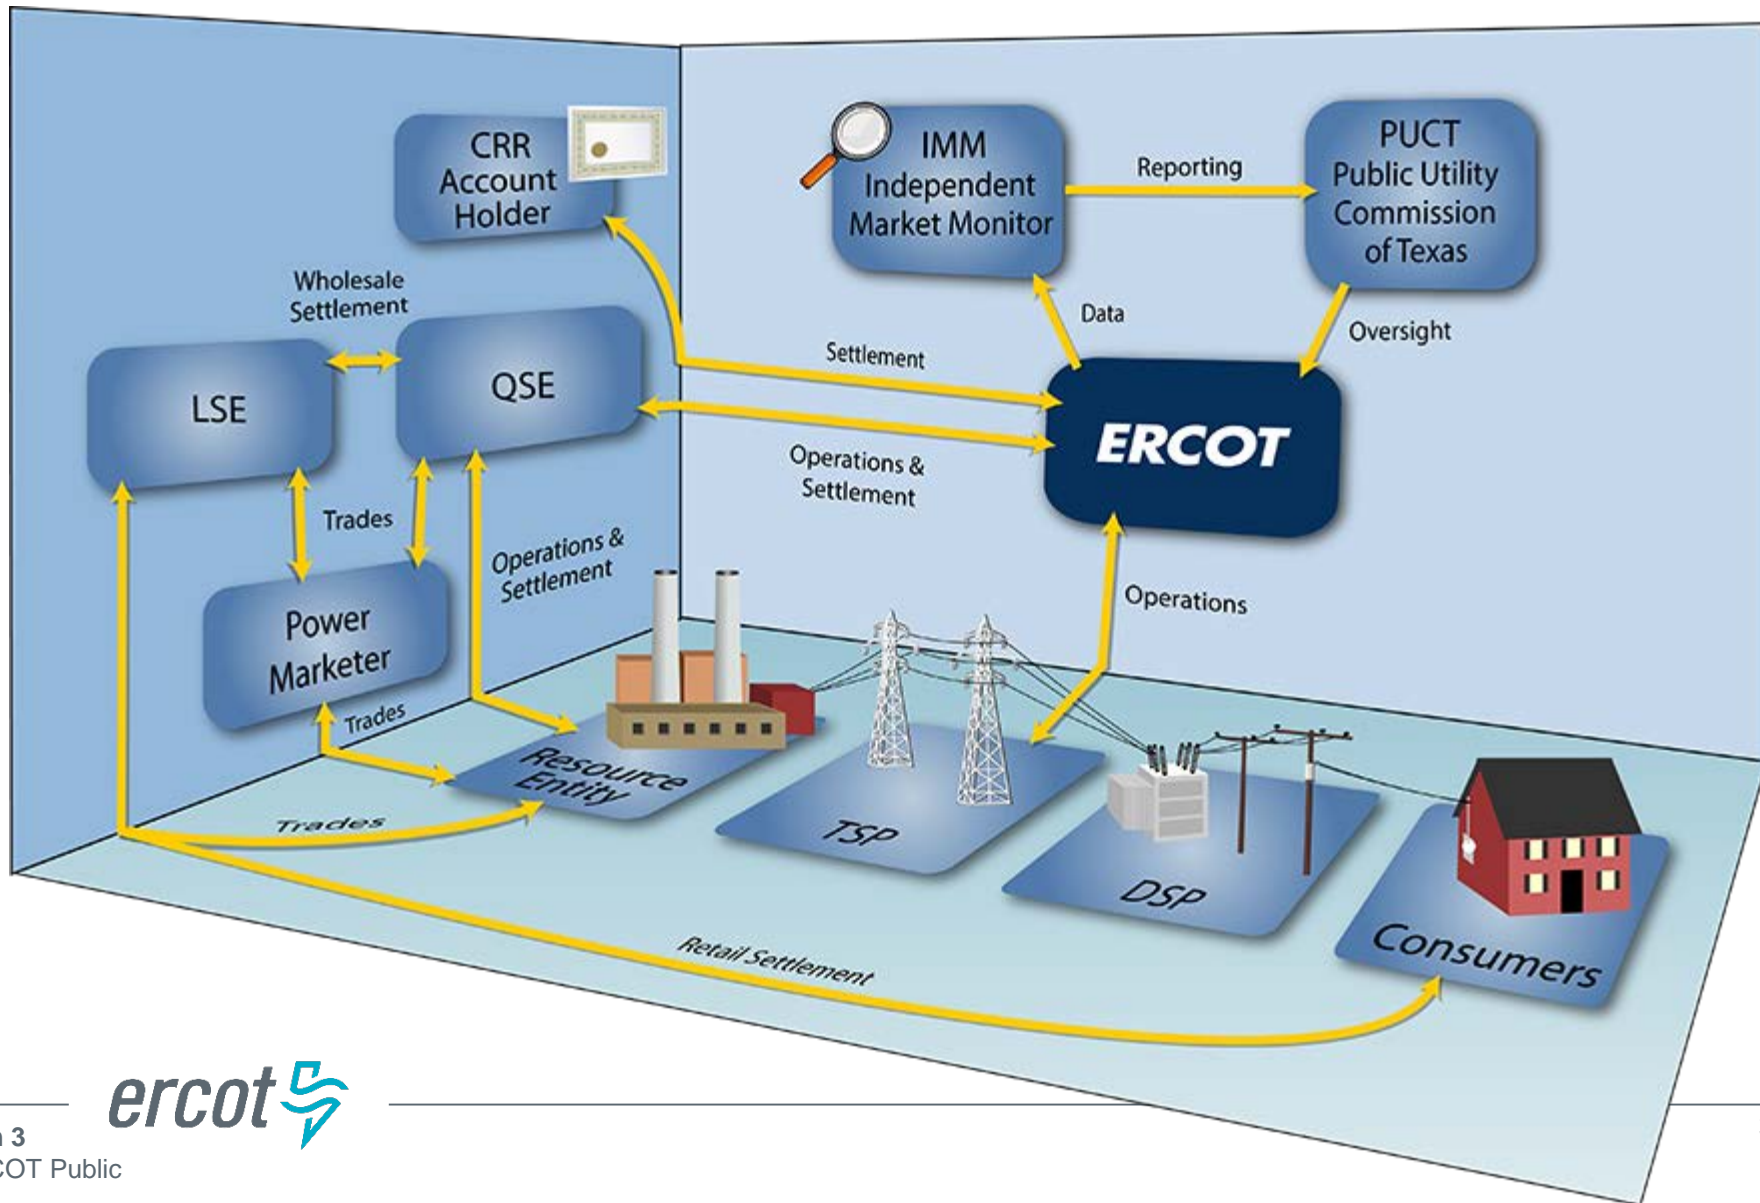 CRR
Account
Holder
IMM
Independent
Market Monitor
Reporting
PUCT
Public Utility
Commission
of Texas
Wholesale
Settlement
Data
Oversight
Settlement
LSE
QSE
ERCOT
Operations &
Settlement
Trades
Operations &
Settlement
Operations
Power
Marketer
Trades
Resource
Entity
Trades
TSP
DSP
Consumers
Retail Settlement
ercot
3
OT Public